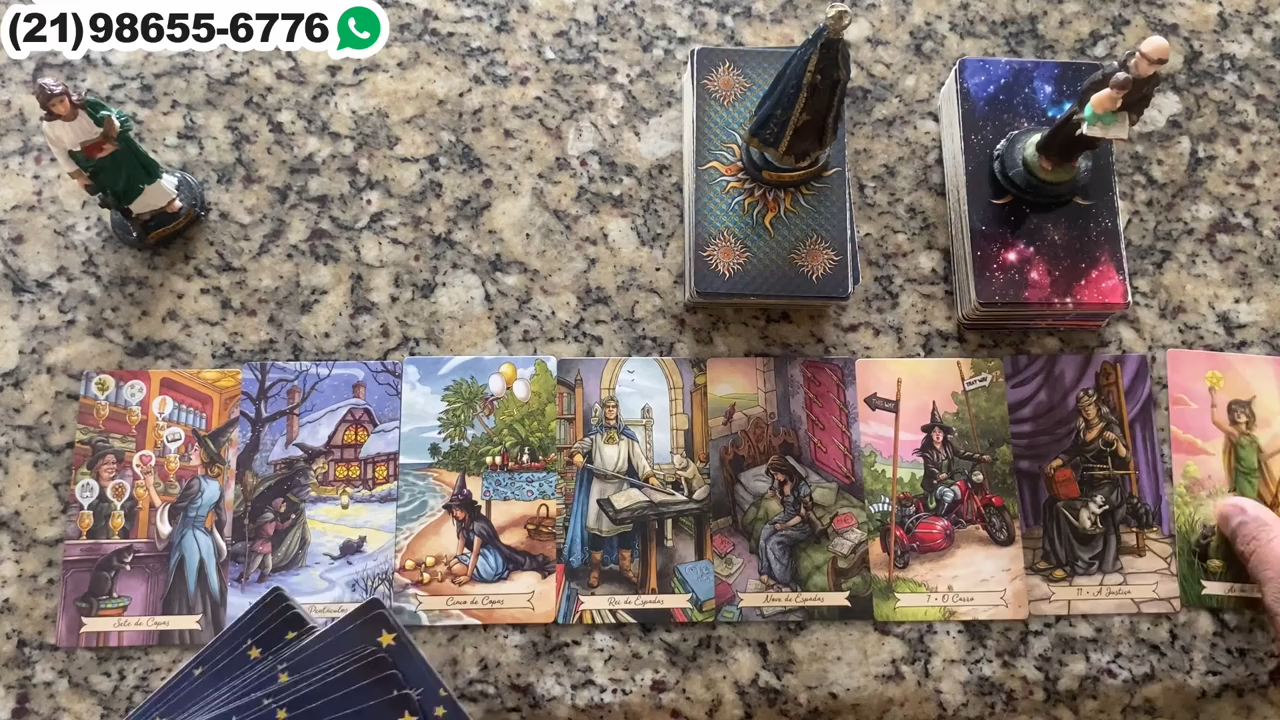 (21)98655-6776
THIS WAY
THAT WAY
Sete de Copas
Pentáculos
Cinco de Copas
Rei de Espadas
Nove de Espadas
7 • O Carro
11 • A Justiça